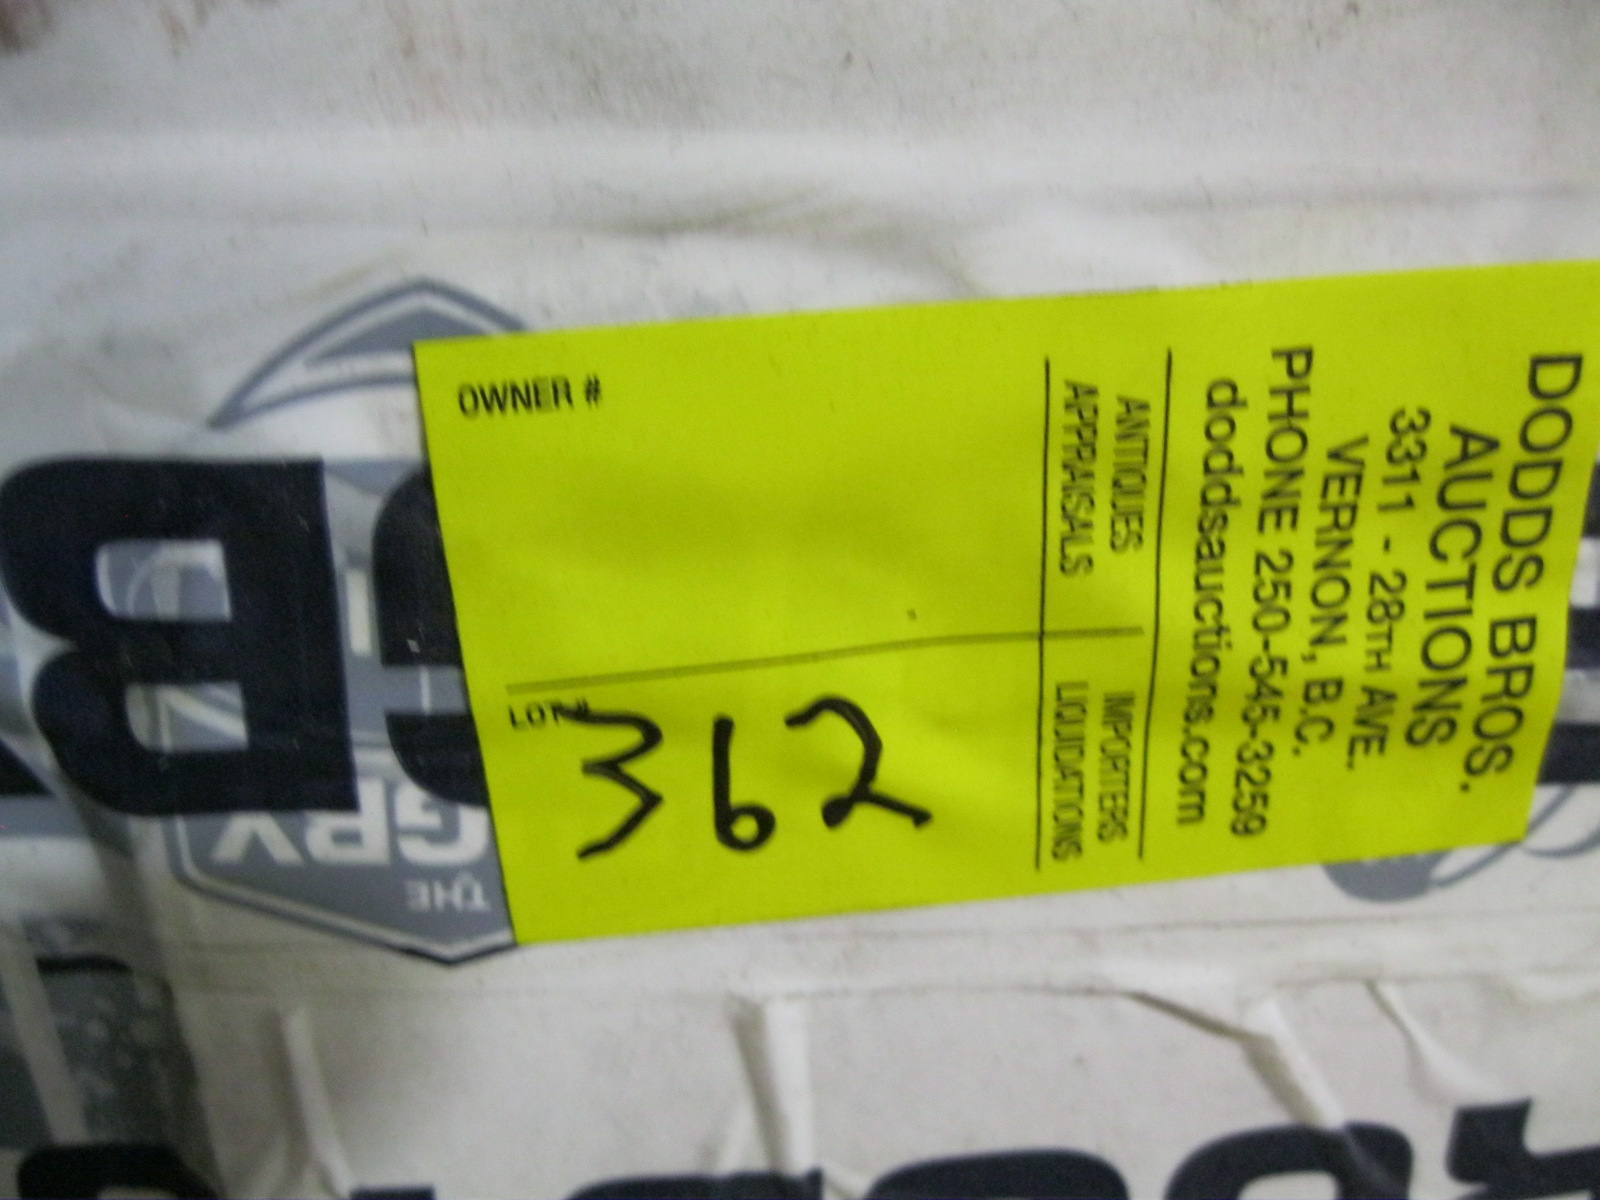 DODDS BROS.
AUCTIONS
3311 - 28TH AVE.
VERNON, B.C.
PHONE 250-545-3259
doddsauctions.com
ANTIQUES
APPRAISALS
IMPORTERS
LIQUIDATIONS
OWNER #
LOT #
362
THE